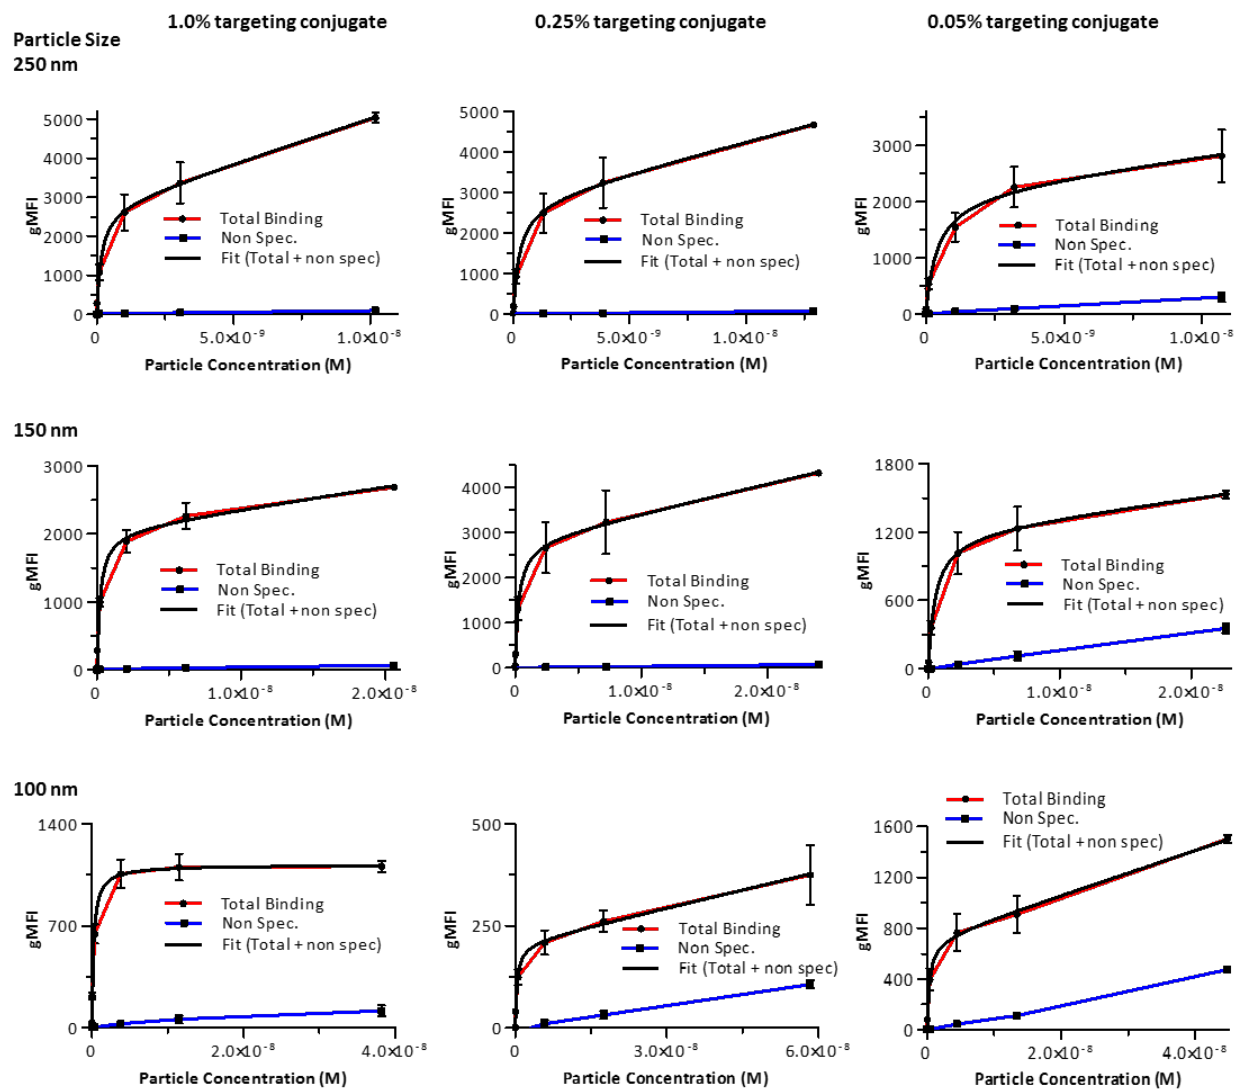 1.0% targeting conjugate
0.25% targeting conjugate
0.05% targeting conjugate
Particle Size
250 nm
gMFI
5000
4000
3000
2000
1000
0
Total Binding
Non Spec.
Fit (Total + non spec)
0
5.0×10⁻⁹
1.0×10⁻⁸
Particle Concentration (M)
gMFI
5000
4000
3000
2000
1000
0
Total Binding
Non Spec.
Fit (Total + non spec)
0
5.0×10⁻⁹
1.0×10⁻⁸
Particle Concentration (M)
gMFI
3000
2000
1000
0
Total Binding
Non Spec.
Fit (Total + non spec)
0
5.0×10⁻⁹
1.0×10⁻⁸
Particle Concentration (M)
150 nm
gMFI
3000
2000
1000
0
Total Binding
Non Spec.
Fit (Total + non spec)
0
1.0×10⁻⁸
2.0×10⁻⁸
Particle Concentration (M)
gMFI
4000
3000
2000
1000
0
Total Binding
Non Spec.
Fit (Total + non spec)
0
1.0×10⁻⁸
2.0×10⁻⁸
Particle Concentration (M)
gMFI
1800
1200
600
0
Total Binding
Non Spec.
Fit (Total + non spec)
0
1.0×10⁻⁸
2.0×10⁻⁸
Particle Concentration (M)
100 nm
gMFI
1400
700
0
Total Binding
Non Spec.
Fit (Total + non spec)
0
2.0×10⁻⁸
4.0×10⁻⁸
Particle Concentration (M)
gMFI
500
250
0
Total Binding
Non Spec.
Fit (Total + non spec)
0
3.0×10⁻⁸
6.0×10⁻⁸
Particle Concentration (M)
Total Binding
Non Spec.
Fit (Total + non spec)
gMFI
1600
1200
800
400
0
0
2.0×10⁻⁸
4.0×10⁻⁸
Particle Concentration (M)